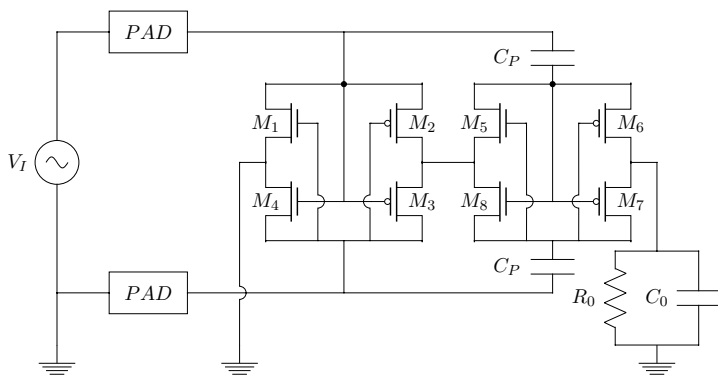 PAD
C_P
M_1
M_2
M_5
M_6
V_I
M_4
M_3
M_8
M_7
C_P
PAD
R_0
C_0